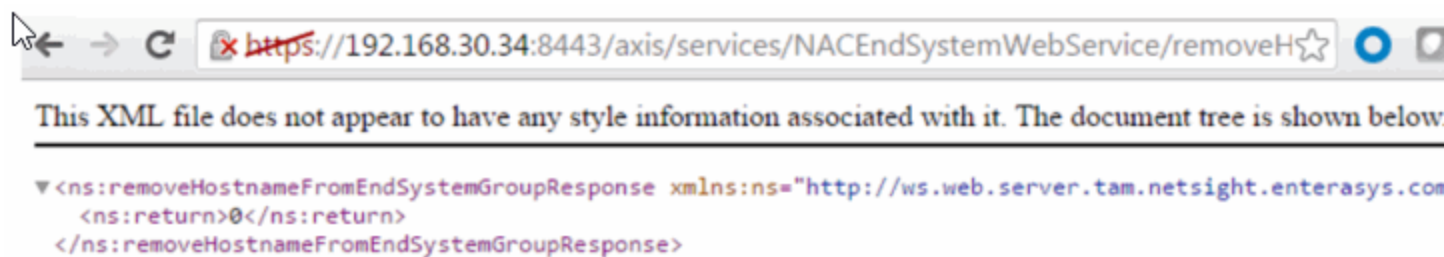 https://192.168.30.34:8443/axis/services/NACEndSystemWebService/removeH
This XML file does not appear to have any style information associated with it. The document tree is shown below.
▼<ns:removeHostnameFromEndSystemGroupResponse xmlns:ns="http://ws.web.server.tam.netsight.enterasys.com
<ns:return>0</ns:return>
</ns:removeHostnameFromEndSystemGroupResponse>